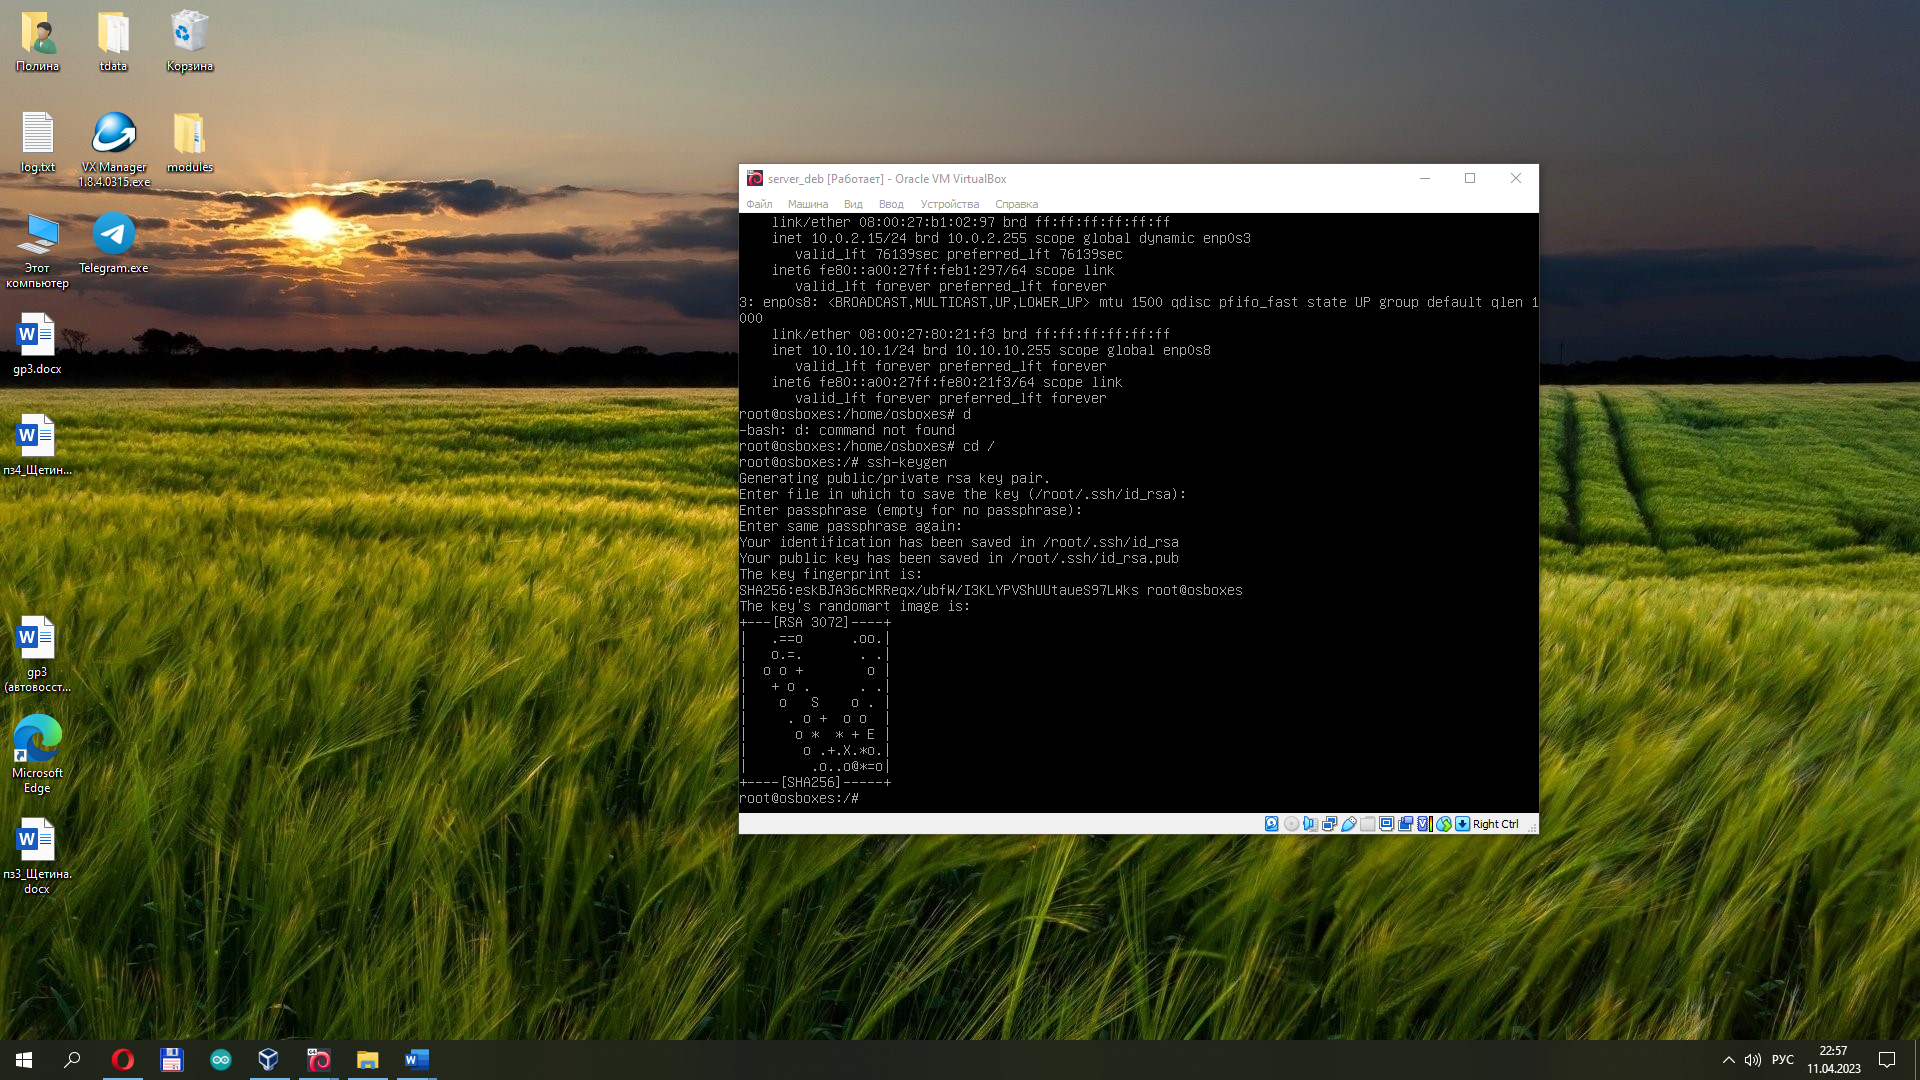 Полина
tdata
Корзина
log.txt
VX Manager
1.8.4.0315.exe
modules
Этот
компьютер
Telegram.exe
gp3.docx
пз4_Щетин...
gp3
(автовосст...
Microsoft
Edge
пз3_Щетина.
docx
server_deb [Работает] - Oracle VM VirtualBox
Файл Машина Вид Ввод Устройства Справка
link/ether 08:00:27:b1:02:97 brd ff:ff:ff:ff:ff:ff
inet 10.0.2.15/24 brd 10.0.2.255 scope global dynamic enp0s3
valid_lft 76139sec preferred_lft 76139sec
inet6 fe80::a00:27ff:feb1:297/64 scope link
valid_lft forever preferred_lft forever
3: enp0s8: <BROADCAST,MULTICAST,UP,LOWER_UP> mtu 1500 qdisc pfifo_fast state UP group default qlen 1
000
link/ether 08:00:27:80:21:f3 brd ff:ff:ff:ff:ff:ff
inet 10.10.10.1/24 brd 10.10.10.255 scope global enp0s8
valid_lft forever preferred_lft forever
inet6 fe80::a00:27ff:fe80:21f3/64 scope link
valid_lft forever preferred_lft forever
root@osboxes:/home/osboxes# d
-bash: d: command not found
root@osboxes:/home/osboxes# cd /
root@osboxes:/# ssh-keygen
Generating public/private rsa key pair.
Enter file in which to save the key (/root/.ssh/id_rsa):
Enter passphrase (empty for no passphrase):
Enter same passphrase again:
Your identification has been saved in /root/.ssh/id_rsa
Your public key has been saved in /root/.ssh/id_rsa.pub
The key fingerprint is:
SHA256:eskBJA36cMRReqx/ubfW/I3KLYPVShUUtaueS97LWks root@osboxes
The key's randomart image is:
+---[RSA 3072]----+
|   .==o      .oo.|
|   o.=.       . .|
|  o o +        o |
|   + o .      . .|
|    o   S    o . |
|     . o +  o o  |
|      o *  * + E |
|       o .+.X.*o.|
|        .o..o@*=o|
+----[SHA256]-----+
root@osboxes:/#
Right Ctrl
РУС
22:57
11.04.2023